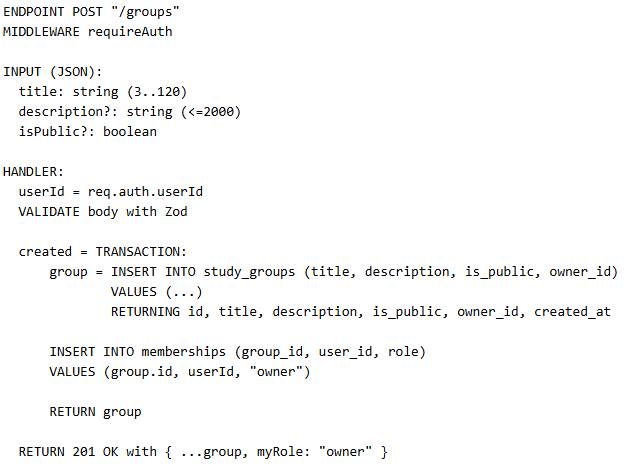 ENDPOINT POST "/groups"
MIDDLEWARE requireAuth
INPUT (JSON):
title: string (3..120)
description?: string (<=2000)
isPublic?: boolean
HANDLER:
userId = req.auth.userId
VALIDATE body with Zod
created = TRANSACTION:
group = INSERT INTO study_groups (title, description, is_public, owner_id)
VALUES (...)
RETURNING id, title, description, is_public, owner_id, created_at
INSERT INTO memberships (group_id, user_id, role)
VALUES (group.id, userId, "owner")
RETURN group
RETURN 201 OK with { ...group, myRole: "owner" }